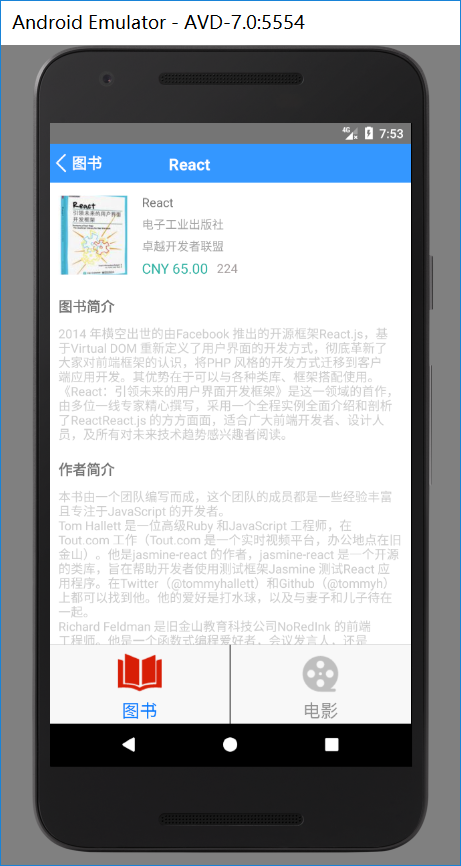 Android Emulator - AVD-7.0:5554
4G 7:53
图书 React
React
引领未来的用户界面
开发框架
React
电子工业出版社
卓越开发者联盟
CNY 65.00 224
图书简介
2014 年横空出世的由Facebook 推出的开源框架React.js，基
于Virtual DOM 重新定义了用户界面的开发方式，彻底革新了
大家对前端框架的认识，将PHP 风格的开发方式迁移到客户
端应用开发。其优势在于可以与各种类库、框架搭配使用。
《React：引领未来的用户界面开发框架》是这一领域的首作，
由多位一线专家精心撰写，采用一个全程实例全面介绍和剖析
了ReactReact.js 的方方面面，适合广大前端开发者、设计人
员，及所有对未来技术趋势感兴趣者阅读。
作者简介
本书由一个团队编写而成，这个团队的成员都是一些经验丰富
且专注于JavaScript 的开发者。
Tom Hallett 是一位高级Ruby 和JavaScript 工程师，在
Tout.com 工作（Tout.com 是一个实时视频平台，办公地点在旧
金山）。他是jasmine-react 的作者，jasmine-react 是一个开源
的类库，旨在帮助开发者使用测试框架Jasmine 测试React 应
用程序。在Twitter（@tommyhallett）和Github（@tommyh）
上都可以找到他。他的爱好是打水球，以及与妻子和儿子待在
一起。
Richard Feldman 是旧金山教育科技公司NoRedInk 的前端
工程师。他是一个函数式编程爱好者，会议发言人，还是
图书 电影